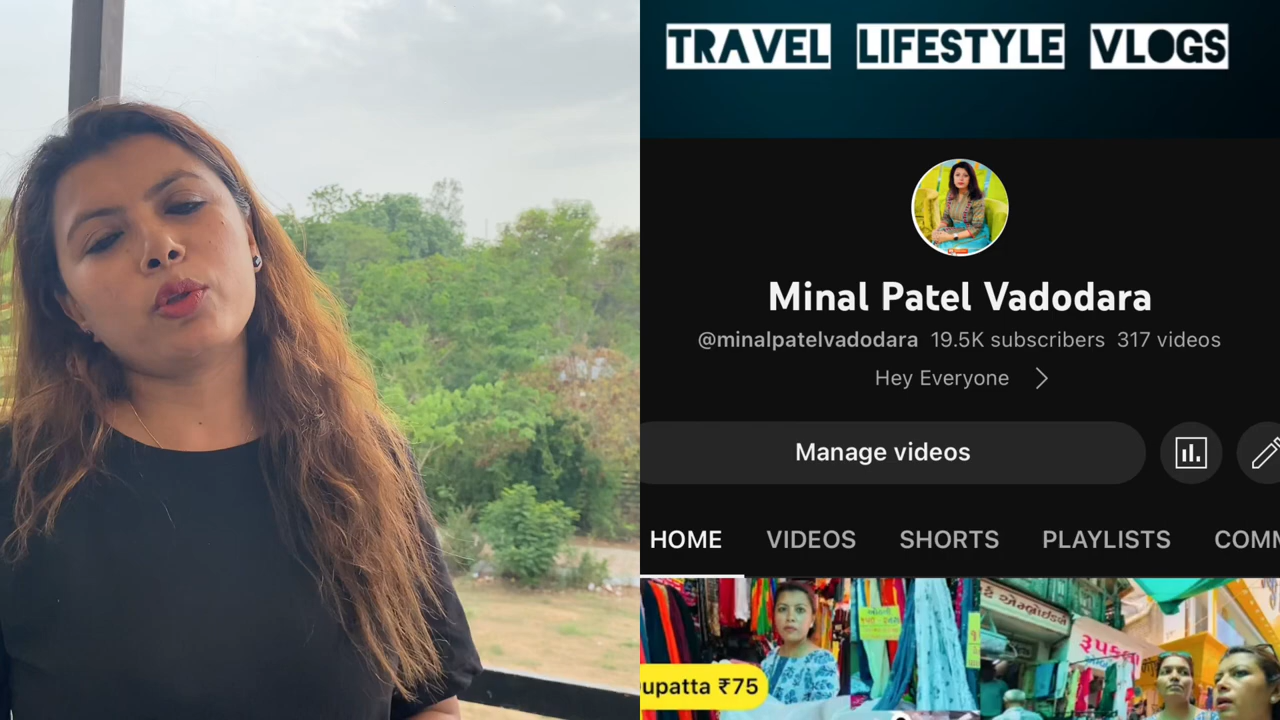 TRAVEL LIFESTYLE VLOGS
Minal Patel Vadodara
@minalpatelvadodara 19.5K subscribers 317 videos
Hey Everyone
Manage videos
HOME VIDEOS SHORTS PLAYLISTS COMM
upatta ₹75
રૂપકલા